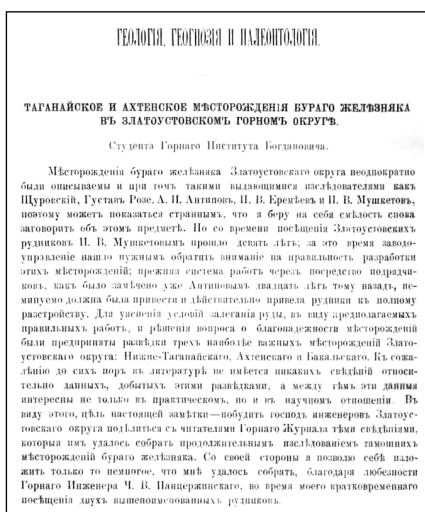 ГЕОЛОГІЯ, ГЕОГНОЗІЯ И ПАЛЕОНТОЛОГІЯ.
ТАГАНАЙСКОЕ И АХТЕНСКОЕ МѢСТОРОЖДЕНІЯ БУРАГО ЖЕЛѢЗНЯКА
ВЪ ЗЛАТОУСТОВСКОМЪ ГОРНОМЪ ОКРУГѢ.
Студента Горнаго Института Богдановича.
Мѣсторожденія бураго желѣзняка Златоустовскаго округа неоднократно
были описываемы и при томъ такими выдающимися изслѣдователями какъ
Щуровскій, Густавъ Розе, А. И. Антиповъ, П. В. Еремѣевъ и И. В. Мушкетовъ,
поэтому можетъ показаться страннымъ, что я беру на себя смѣлость снова
заговорить объ этомъ предметѣ. Но со времени посѣщенія Златоустовскихъ
рудниковъ И. В. Мушкетовымъ прошло девять лѣтъ; за это время заводо-
управленіе нашло нужнымъ обратить вниманіе на правильность разработки
этихъ мѣсторожденій; прежняя система работъ черезъ посредство подрядчи-
ковъ, какъ было замѣчено уже Антиповымъ двадцать лѣтъ тому назадъ, не-
минуемо должна была привести и дѣйствительно привела рудники къ полному
разстройству. Для уясненія условій залеганія руды, въ виду предполагаемыхъ
правильныхъ работъ, и рѣшенія вопроса о благонадежности мѣсторожденій
были предприняты развѣдки трехъ наиболѣе важныхъ мѣсторожденій Злато-
устовскаго округа: Нижне-Таганайскаго, Ахтенскаго и Бакальскаго. Къ сожа-
лѣнію до сихъ поръ въ литературѣ не имѣется никакихъ свѣдѣній относи-
тельно данныхъ, добытыхъ этими развѣдками, а между тѣмъ эти данныя
интересны не только въ практическомъ, но и въ научномъ отношеніи. Въ
виду этого, цѣль настоящей замѣтки—побудить господъ инженеровъ Златоус-
товскаго округа подѣлиться съ читателями Горнаго Журнала тѣми свѣдѣніями,
которыя имъ удалось собрать продолжительнымъ изслѣдованіемъ тамошнихъ
мѣсторожденій бураго желѣзняка. Со своей стороны я позволю себѣ изло-
жить только то немногое, что мнѣ удалось собрать, благодаря любезности
Горнаго Инженера Ч. В. Панцержинскаго, во время моего кратковременнаго
посѣщенія двухъ вышепоименованныхъ рудниковъ.